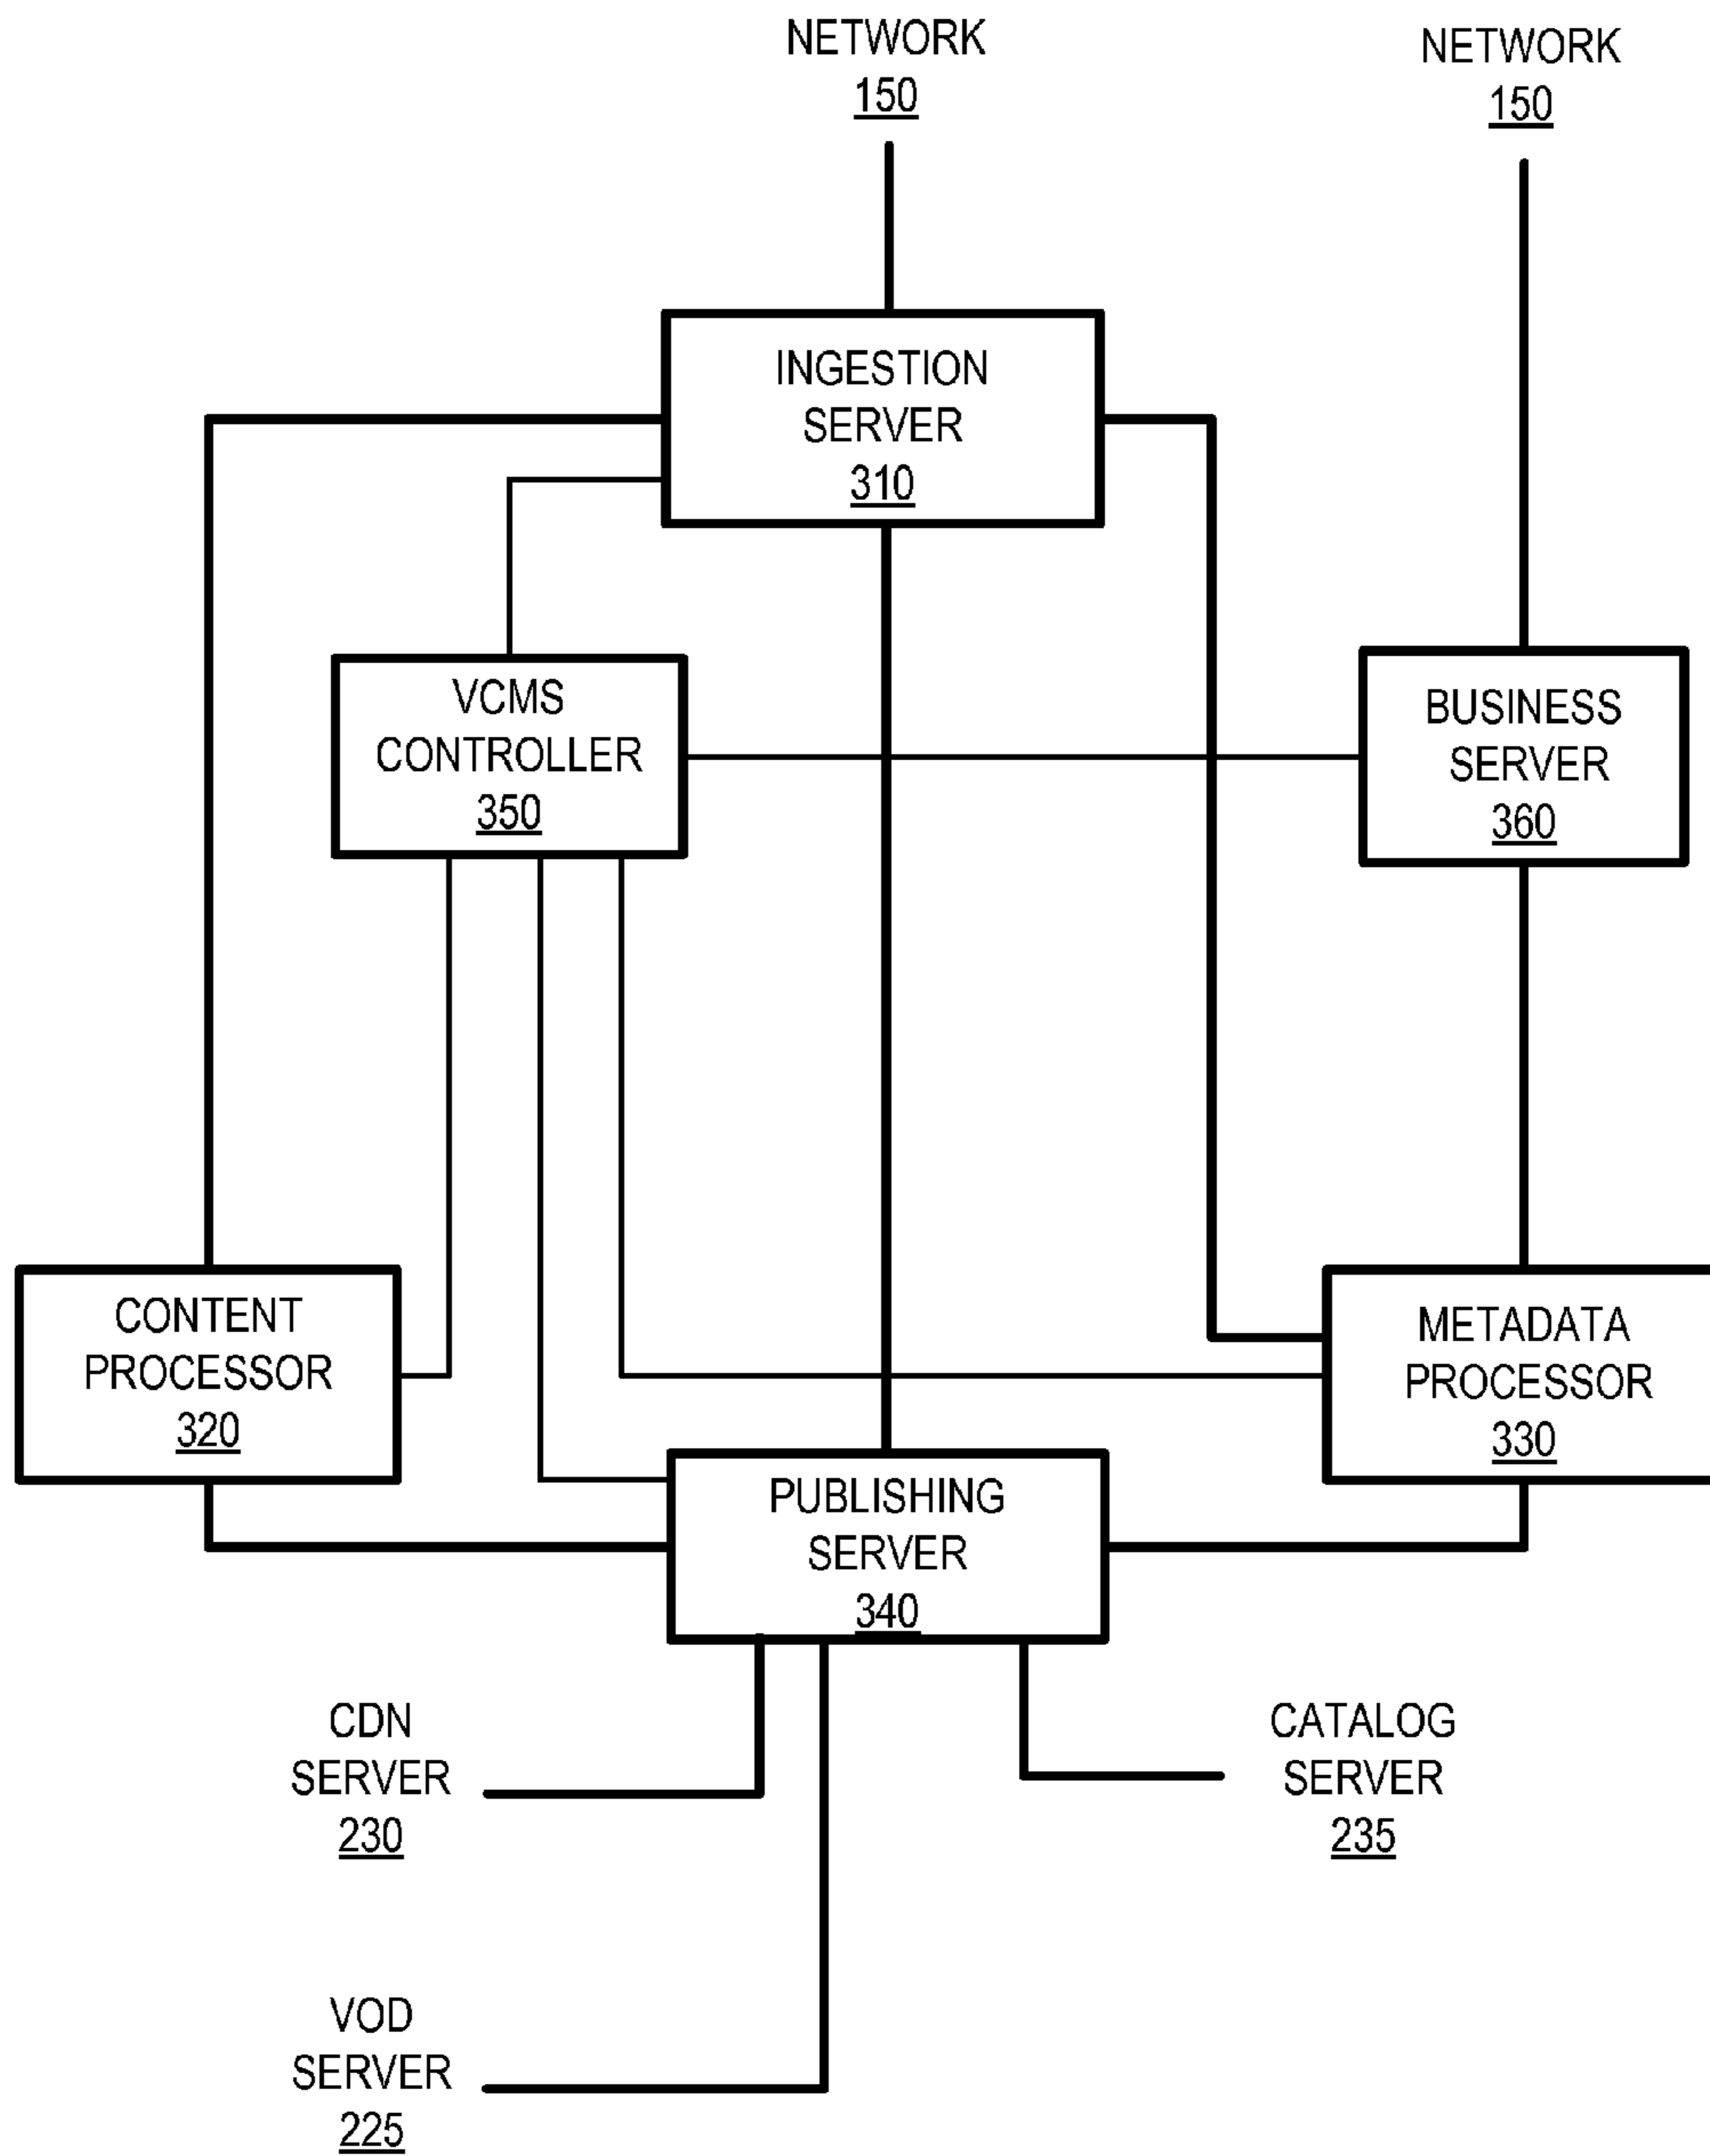 NETWORK
150
NETWORK
150
INGESTION
SERVER
310
VCMS
CONTROLLER
350
BUSINESS
SERVER
360
CONTENT
PROCESSOR
320
METADATA
PROCESSOR
330
PUBLISHING
SERVER
340
CDN
SERVER
230
CATALOG
SERVER
235
VOD
SERVER
225